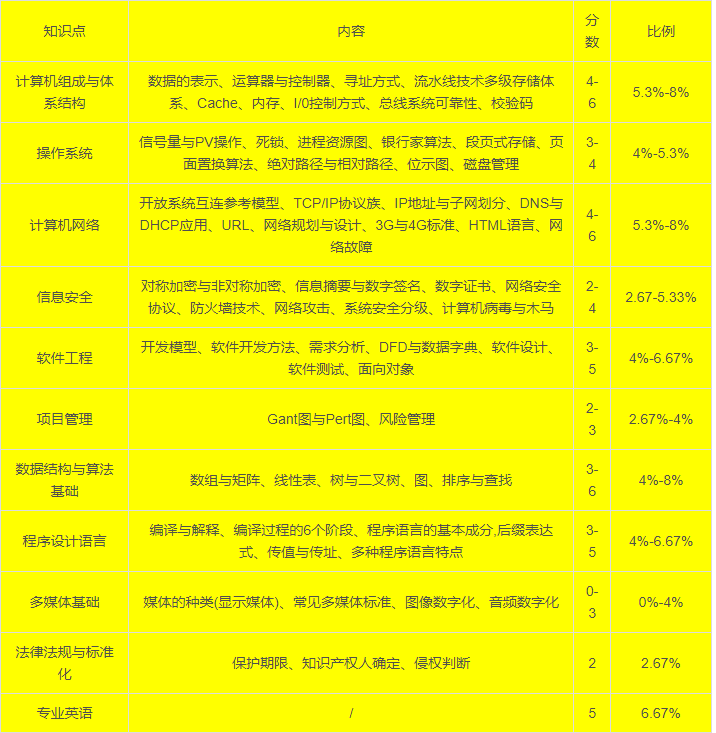 知识点 内容 分
数 比例
计算机组成与体
系结构 数据的表示、运算器与控制器、寻址方式、流水线技术多级存储体
系、Cache、内存、I/0控制方式、总线系统可靠性、校验码 4-
6 5.3%-8%
操作系统 信号量与PV操作、死锁、进程资源图、银行家算法、段页式存储、页
面置换算法、绝对路径与相对路径、位示图、磁盘管理 3-
4 4%-5.3%
计算机网络 开放系统互连参考模型、TCP/IP协议族、IP地址与子网划分、DNS与
DHCP应用、URL、网络规划与设计、3G与4G标准、HTML语言、网
络故障 4-
6 5.3%-8%
信息安全 对称加密与非对称加密、信息摘要与数字签名、数字证书、网络安全
协议、防火墙技术、网络攻击、系统安全分级、计算机病毒与木马 2-
4 2.67-5.33%
软件工程 开发模型、软件开发方法、需求分析、DFD与数据字典、软件设计、
软件测试、面向对象 3-
5 4%-6.67%
项目管理 Gant图与Pert图、风险管理 2-
3 2.67%-4%
数据结构与算法
基础 数组与矩阵、线性表、树与二叉树、图、排序与查找 3-
6 4%-8%
程序设计语言 编译与解释、编译过程的6个阶段、程序语言的基本成分,后缀表达
式、传值与传址、多种程序语言特点 3-
5 4%-6.67%
多媒体基础 媒体的种类(显示媒体)、常见多媒体标准、图像数字化、音频数字化 0-
3 0%-4%
法律法规与标准
化 保护期限、知识产权人确定、侵权判断 2 2.67%
专业英语 / 5 6.67%